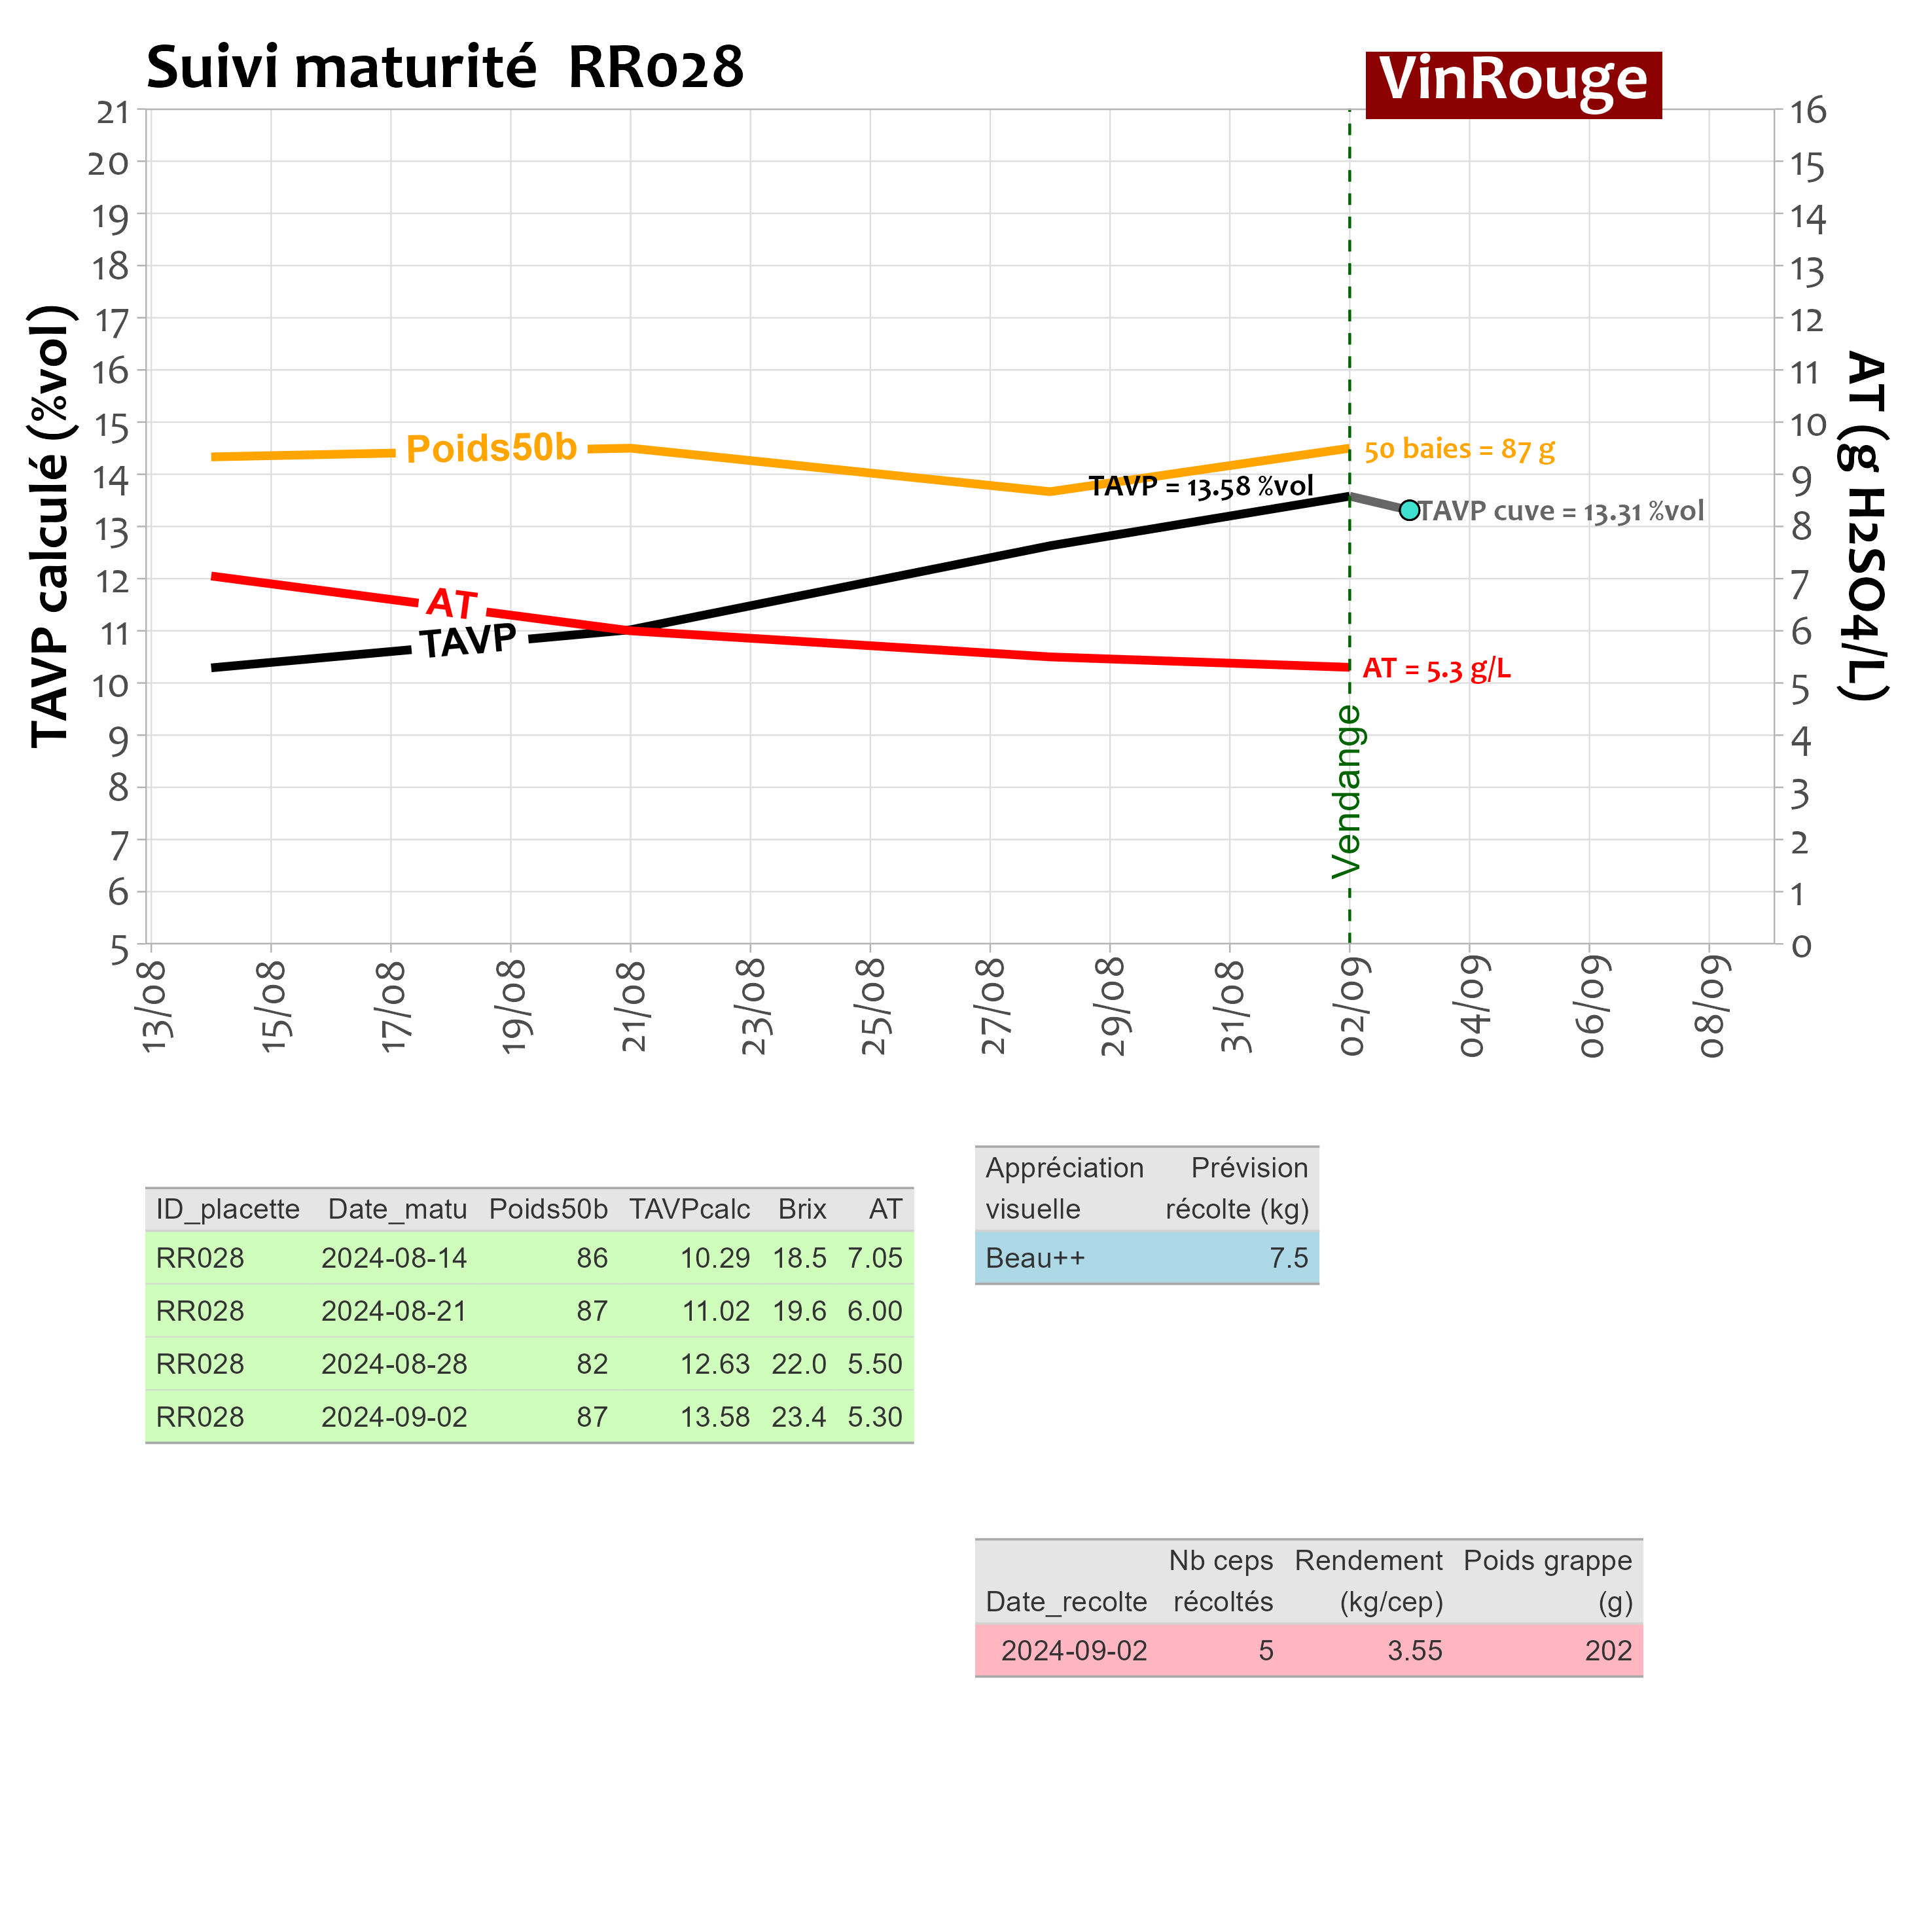 Suivi maturité  RR028
VinRouge
TAVP calculé (%vol)
21
20
19
18
17
16
15
14
13
12
11
10
9
8
7
6
5
16
15
14
13
12
11
10
9
8
7
6
5
4
3
2
1
0
AT (g H2SO4/L)
Poids50b
50 baies = 87 g
TAVP = 13.58 %vol
TAVP cuve = 13.31 %vol
AT
TAVP
AT = 5.3 g/L
Vendange
13/08
15/08
17/08
19/08
21/08
23/08
25/08
27/08
29/08
31/08
02/09
04/09
06/09
08/09
ID_placette Date_matu Poids50b TAVPcalc Brix AT
RR028 2024-08-14 86 10.29 18.5 7.05
RR028 2024-08-21 87 11.02 19.6 6.00
RR028 2024-08-28 82 12.63 22.0 5.50
RR028 2024-09-02 87 13.58 23.4 5.30
Appréciation Prévision
visuelle récolte (kg)
Beau++ 7.5
Nb ceps Rendement Poids grappe
Date_recolte récoltés (kg/cep) (g)
2024-09-02 5 3.55 202